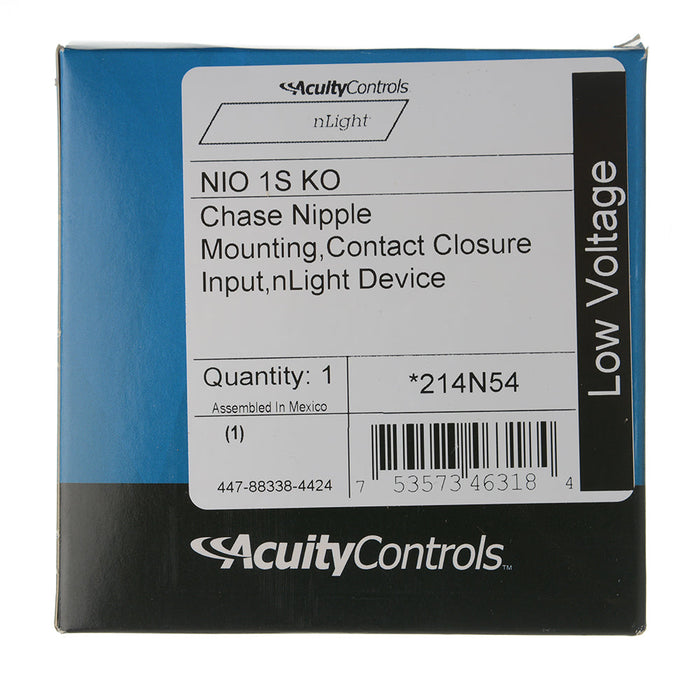 AcuityControls
nLight
NIO 1S KO
Chase Nipple
Mounting,Contact Closure
Input,nLight Device
Quantity: 1
Assembled In Mexico
*214N54
(1)
447-88338-4424
7 53573 46318 4
Low Voltage
AcuityControls™